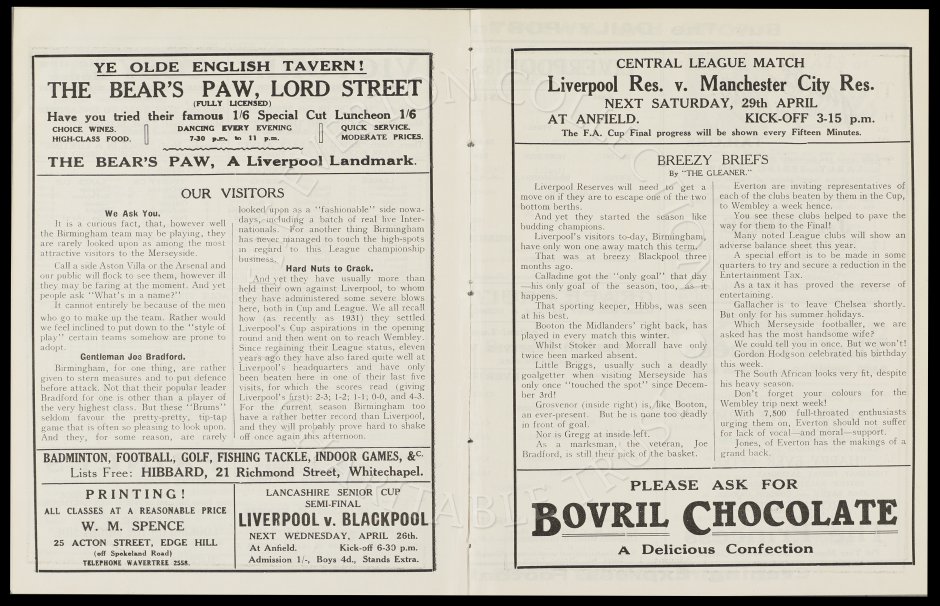 YE OLDE ENGLISH TAVERN!
THE BEAR'S PAW, LORD STREET
(FULLY LICENSED)
Have you tried their famous 1/6 Special Cut Luncheon 1/6
CHOICE WINES.
HIGH-CLASS FOOD.
DANCING EVERY EVENING
7-30 p.m. to 11 p.m.
QUICK SERVICE.
MODERATE PRICES.
THE BEAR'S PAW, A Liverpool Landmark.
OUR VISITORS
We Ask You.
It is a curious fact, that, however well
the Birmingham team may be playing, they
are rarely looked upon as among the most
attractive visitors to the Merseyside.
Call a side Aston Villa or the Arsenal and
our public will flock to see them, however ill
they may be faring at the moment. And yet
people ask "What's in a name?"
It cannot entirely be because of the men
who go to make up the team. Rather would
we feel inclined to put down to the "style of
play" certain teams somehow are prone to
adopt.
Gentleman Joe Bradford.
Birmingham, for one thing, are rather
given to stern measures and to put defence
before attack. Not that their popular leader
Bradford for one is other than a player of
the very highest class. But these "Brums"
seldom favour the pretty-pretty, tip-tap
game that is often so pleasing to look upon.
And they, for some reason, are rarely
looked upon as a "fashionable" side nowa-
days, including a batch of real live Inter-
nationals. For another thing Birmingham
has never managed to touch the high-spots
in regard to this League championship
business.
Hard Nuts to Crack.
And yet they have usually more than
held their own against Liverpool, to whom
they have administered some severe blows
here, both in Cup and League. We all recall
how (as recently as 1931) they settled
Liverpool's Cup aspirations in the opening
round and then went on to reach Wembley.
Since regaining their League status, eleven
years ago they have also fared quite well at
Liverpool's headquarters and have only
been beaten here in one of their last five
visits, for which the scores read (giving
Liverpool's first): 2-3; 1-2; 1-1; 0-0, and 4-3.
For the current season Birmingham too
have a rather better record than Liverpool,
and they will probably prove hard to shake
off once again this afternoon.
BADMINTON, FOOTBALL, GOLF, FISHING TACKLE, INDOOR GAMES, &c.
Lists Free: HIBBARD, 21 Richmond Street, Whitechapel.
PRINTING!
ALL CLASSES AT A REASONABLE PRICE
W. M. SPENCE
25 ACTON STREET, EDGE HILL
(off Spekeland Road)
TELEPHONE WAVERTREE 2558.
LANCASHIRE SENIOR CUP
SEMI-FINAL
LIVERPOOL v. BLACKPOOL
NEXT WEDNESDAY, APRIL 26th.
At Anfield. Kick-off 6-30 p.m.
Admission 1/-, Boys 4d., Stands Extra.
CENTRAL LEAGUE MATCH
Liverpool Res. v. Manchester City Res.
NEXT SATURDAY, 29th APRIL
AT ANFIELD. KICK-OFF 3-15 p.m.
The F.A. Cup Final progress will be shown every Fifteen Minutes.
BREEZY BRIEFS
By "THE GLEANER."
Liverpool Reserves will need to get a
move on if they are to escape one of the two
bottom berths.
And yet they started the season like
budding champions.
Liverpool's visitors to-day, Birmingham,
have only won one away match this term.
That was at breezy Blackpool three
months ago.
Calladine got the "only goal" that day
—his only goal of the season, too, as it
happens.
That sporting keeper, Hibbs, was seen
at his best.
Booton the Midlanders' right back, has
played in every match this winter.
Whilst Stoker and Morrall have only
twice been marked absent.
Little Briggs, usually such a deadly
goalgetter when visiting Merseyside has
only once "touched the spot" since Decem-
ber 3rd!
Grosvenor (inside right) is, like Booton,
an ever-present. But he is none too deadly
in front of goal.
Nor is Gregg at inside left.
As a marksman, the veteran, Joe
Bradford, is still their pick of the basket.
Everton are inviting representatives of
each of the clubs beaten by them in the Cup,
to Wembley a week hence.
You see these clubs helped to pave the
way for them to the Final!
Many noted League clubs will show an
adverse balance sheet this year.
A special effort is to be made in some
quarters to try and secure a reduction in the
Entertainment Tax.
As a tax it has proved the reverse of
entertaining.
Gallacher is to leave Chelsea shortly.
But only for his summer holidays.
Which Merseyside footballer, we are
asked has the most handsome wife?
We could tell you in once. But we won't!
Gordon Hodgson celebrated his birthday
this week.
The South African looks very fit, despite
his heavy season.
Don't forget your colours for the
Wembley trip next week!
With 7,500 full-throated enthusiasts
urging them on, Everton should not suffer
for lack of vocal—and moral—support.
Jones, of Everton has the makings of a
grand back.
PLEASE ASK FOR
BOVRIL CHOCOLATE
A Delicious Confection